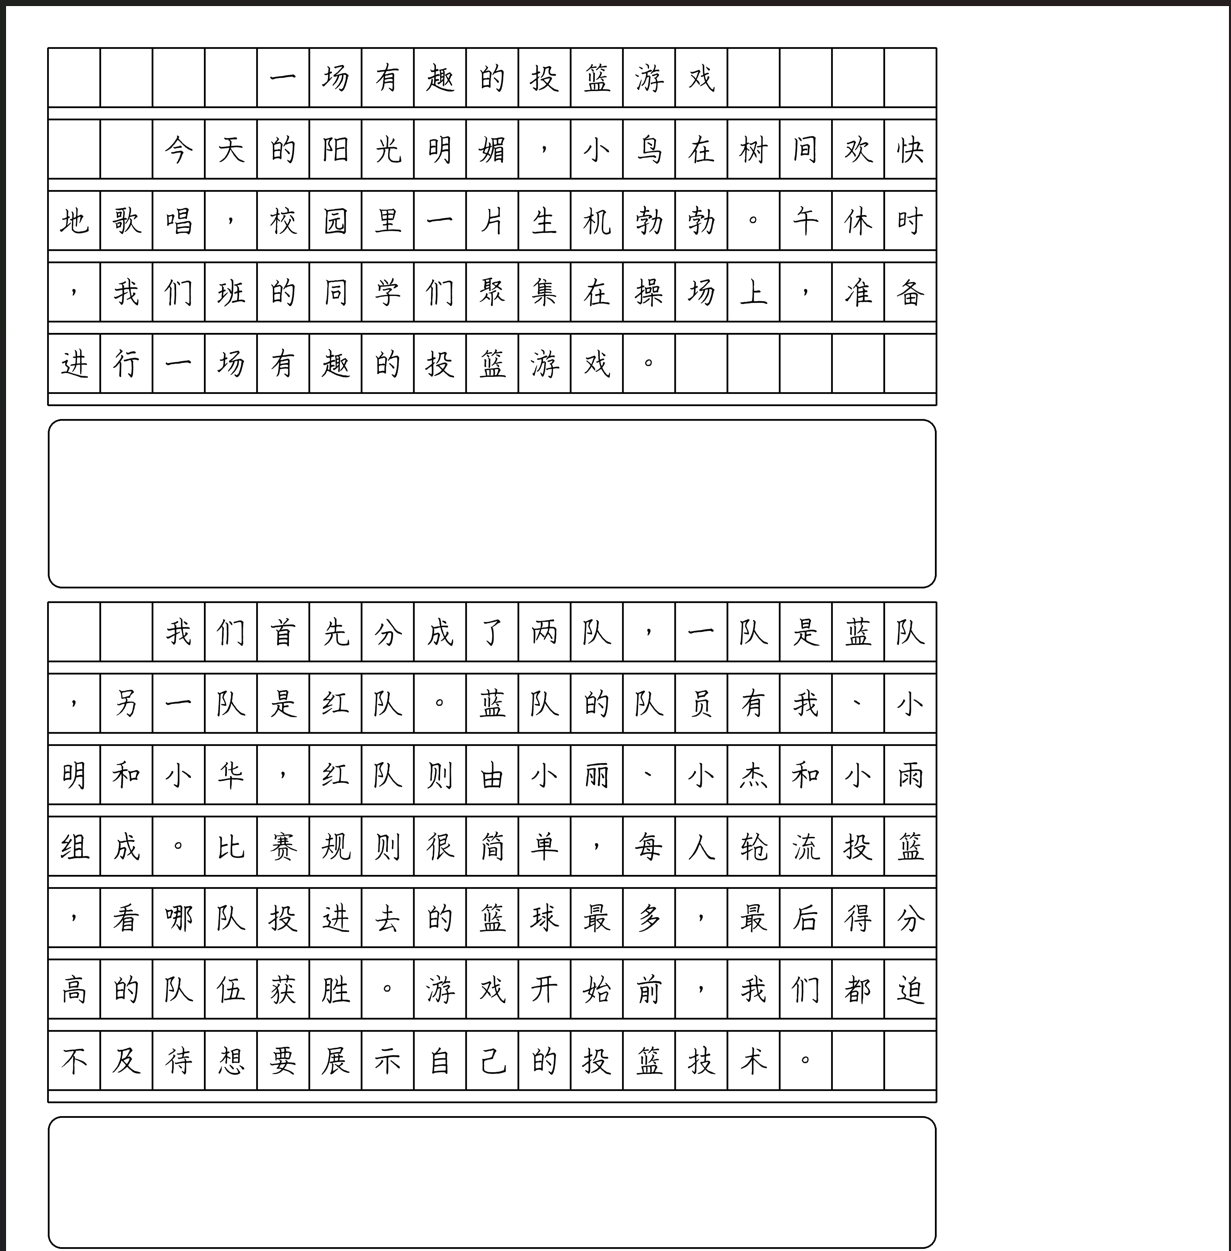 一场有趣的投篮游戏
今天的阳光明媚，小鸟在树间欢快
地歌唱，校园里一片生机勃勃。午休时
，我们班的同学们聚集在操场上，准备
进行一场有趣的投篮游戏。
我们首先分成了两队，一队是蓝队
，另一队是红队。蓝队的队员有我、小
明和小华，红队则由小丽、小杰和小雨
组成。比赛规则很简单，每人轮流投篮
，看哪队投进去的篮球最多，最后得分
高的队伍获胜。游戏开始前，我们都迫
不及待想要展示自己的投篮技术。